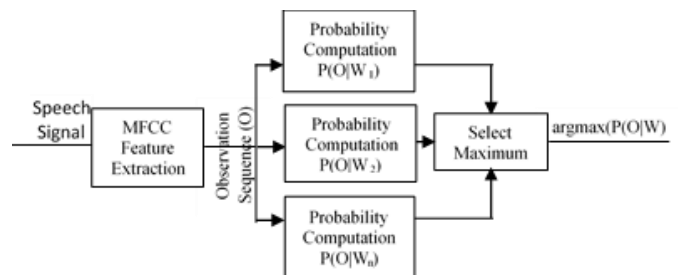 Speech
Signal
MFCC
Feature
Extraction
Observation
Sequence (O)
Probability
Computation
P(O|W₁)
Probability
Computation
P(O|W₂)
Probability
Computation
P(O|Wₙ)
Select
Maximum
argmax(P(O|W)